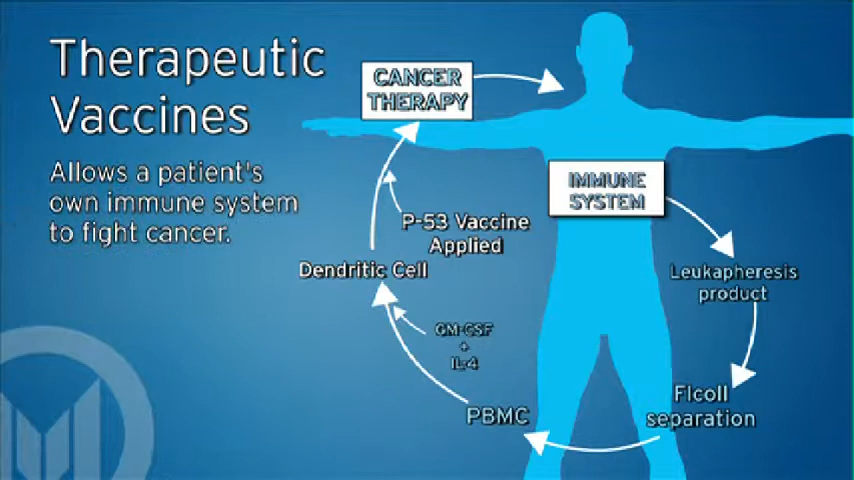 Therapeutic
Vaccines
Allows a patient's
own immune system
to fight cancer.
CANCER
THERAPY
IMMUNE
SYSTEM
P-53 Vaccine
Applied
Dendritic Cell
Leukapheresis
product
GM-CSF
+
IL-4
Ficoll
separation
PBMC